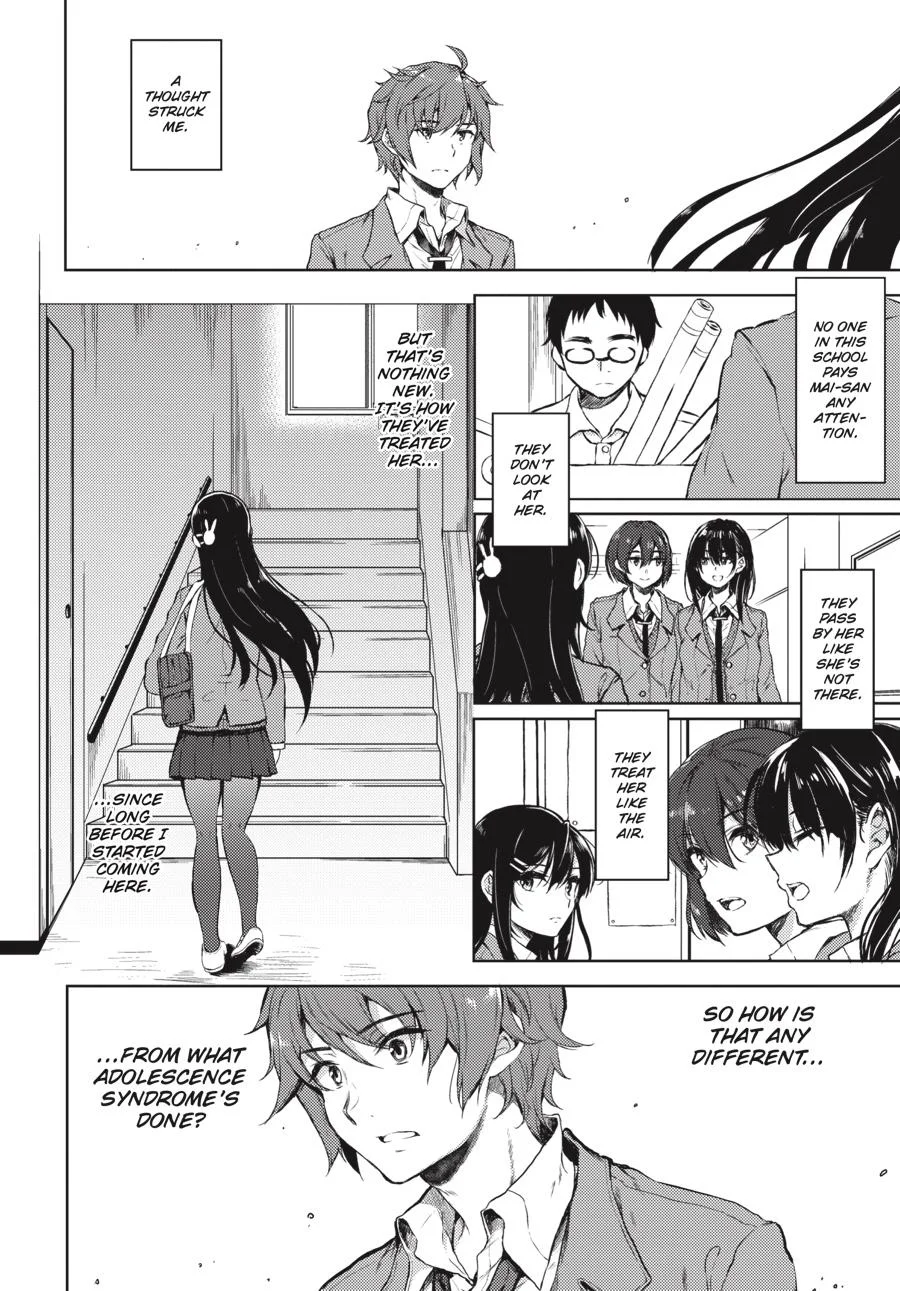 A
THOUGHT
STRUCK
ME.
NO ONE
IN THIS
SCHOOL
PAYS
MAI-SAN
ANY
ATTEN-
TION.
THEY
DON'T
LOOK
AT
HER.
THEY
PASS
BY HER
LIKE
SHE'S
NOT
THERE.
THEY
TREAT
HER
LIKE
THE
AIR.
BUT
THAT'S
NOTHING
NEW.
IT'S HOW
THEY'VE
TREATED
HER...
...SINCE
LONG
BEFORE I
STARTED
COMING
HERE.
SO HOW IS
THAT ANY
DIFFERENT...
...FROM WHAT
ADOLESCENCE
SYNDROME'S
DONE?